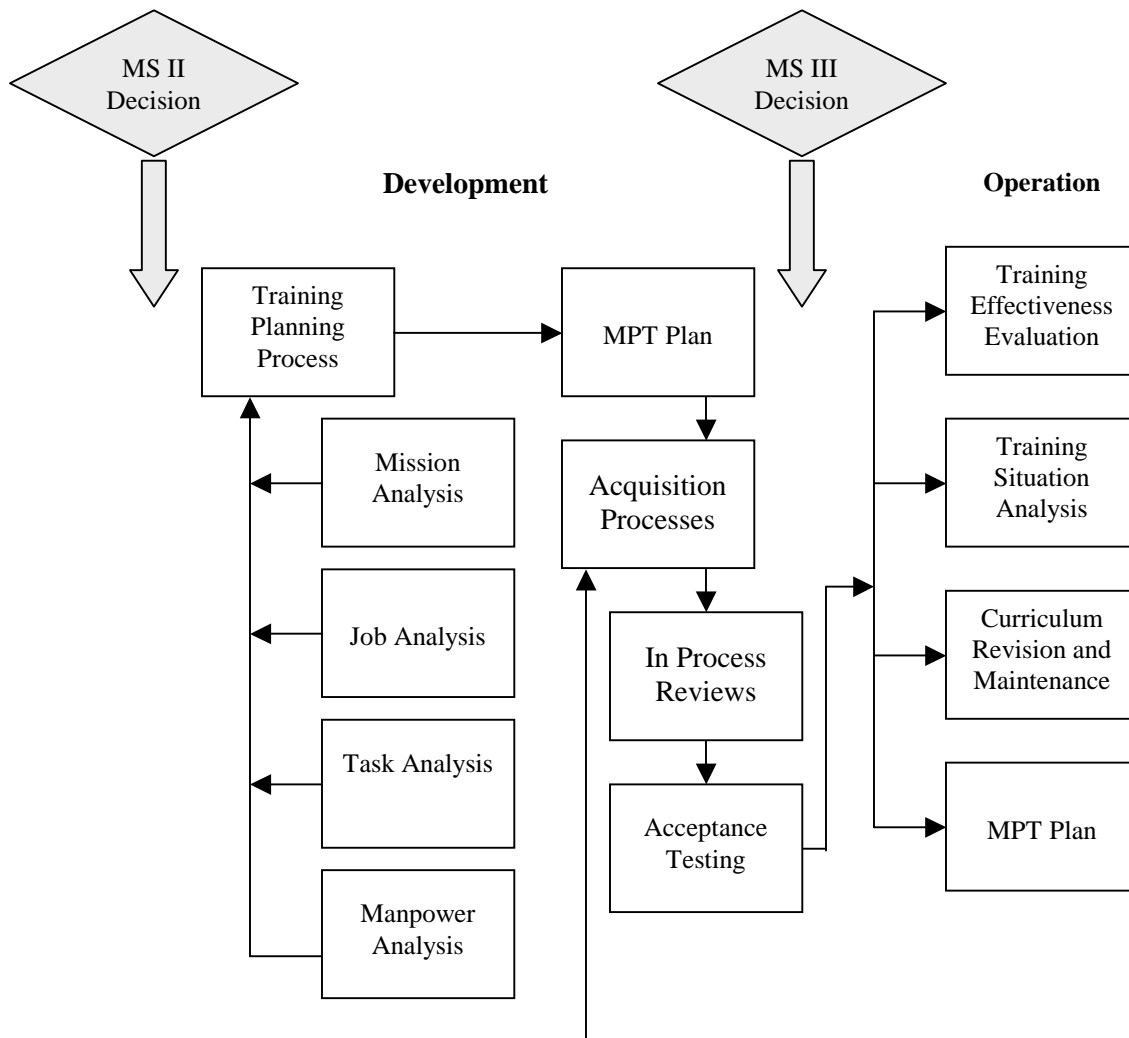 MS II
Decision
MS III
Decision
Development
Operation
Training
Planning
Process
MPT Plan
Training
Effectiveness
Evaluation
Mission
Analysis
Acquisition
Processes
Training
Situation
Analysis
Job Analysis
In Process
Reviews
Curriculum
Revision and
Maintenance
Task Analysis
Acceptance
Testing
MPT Plan
Manpower
Analysis